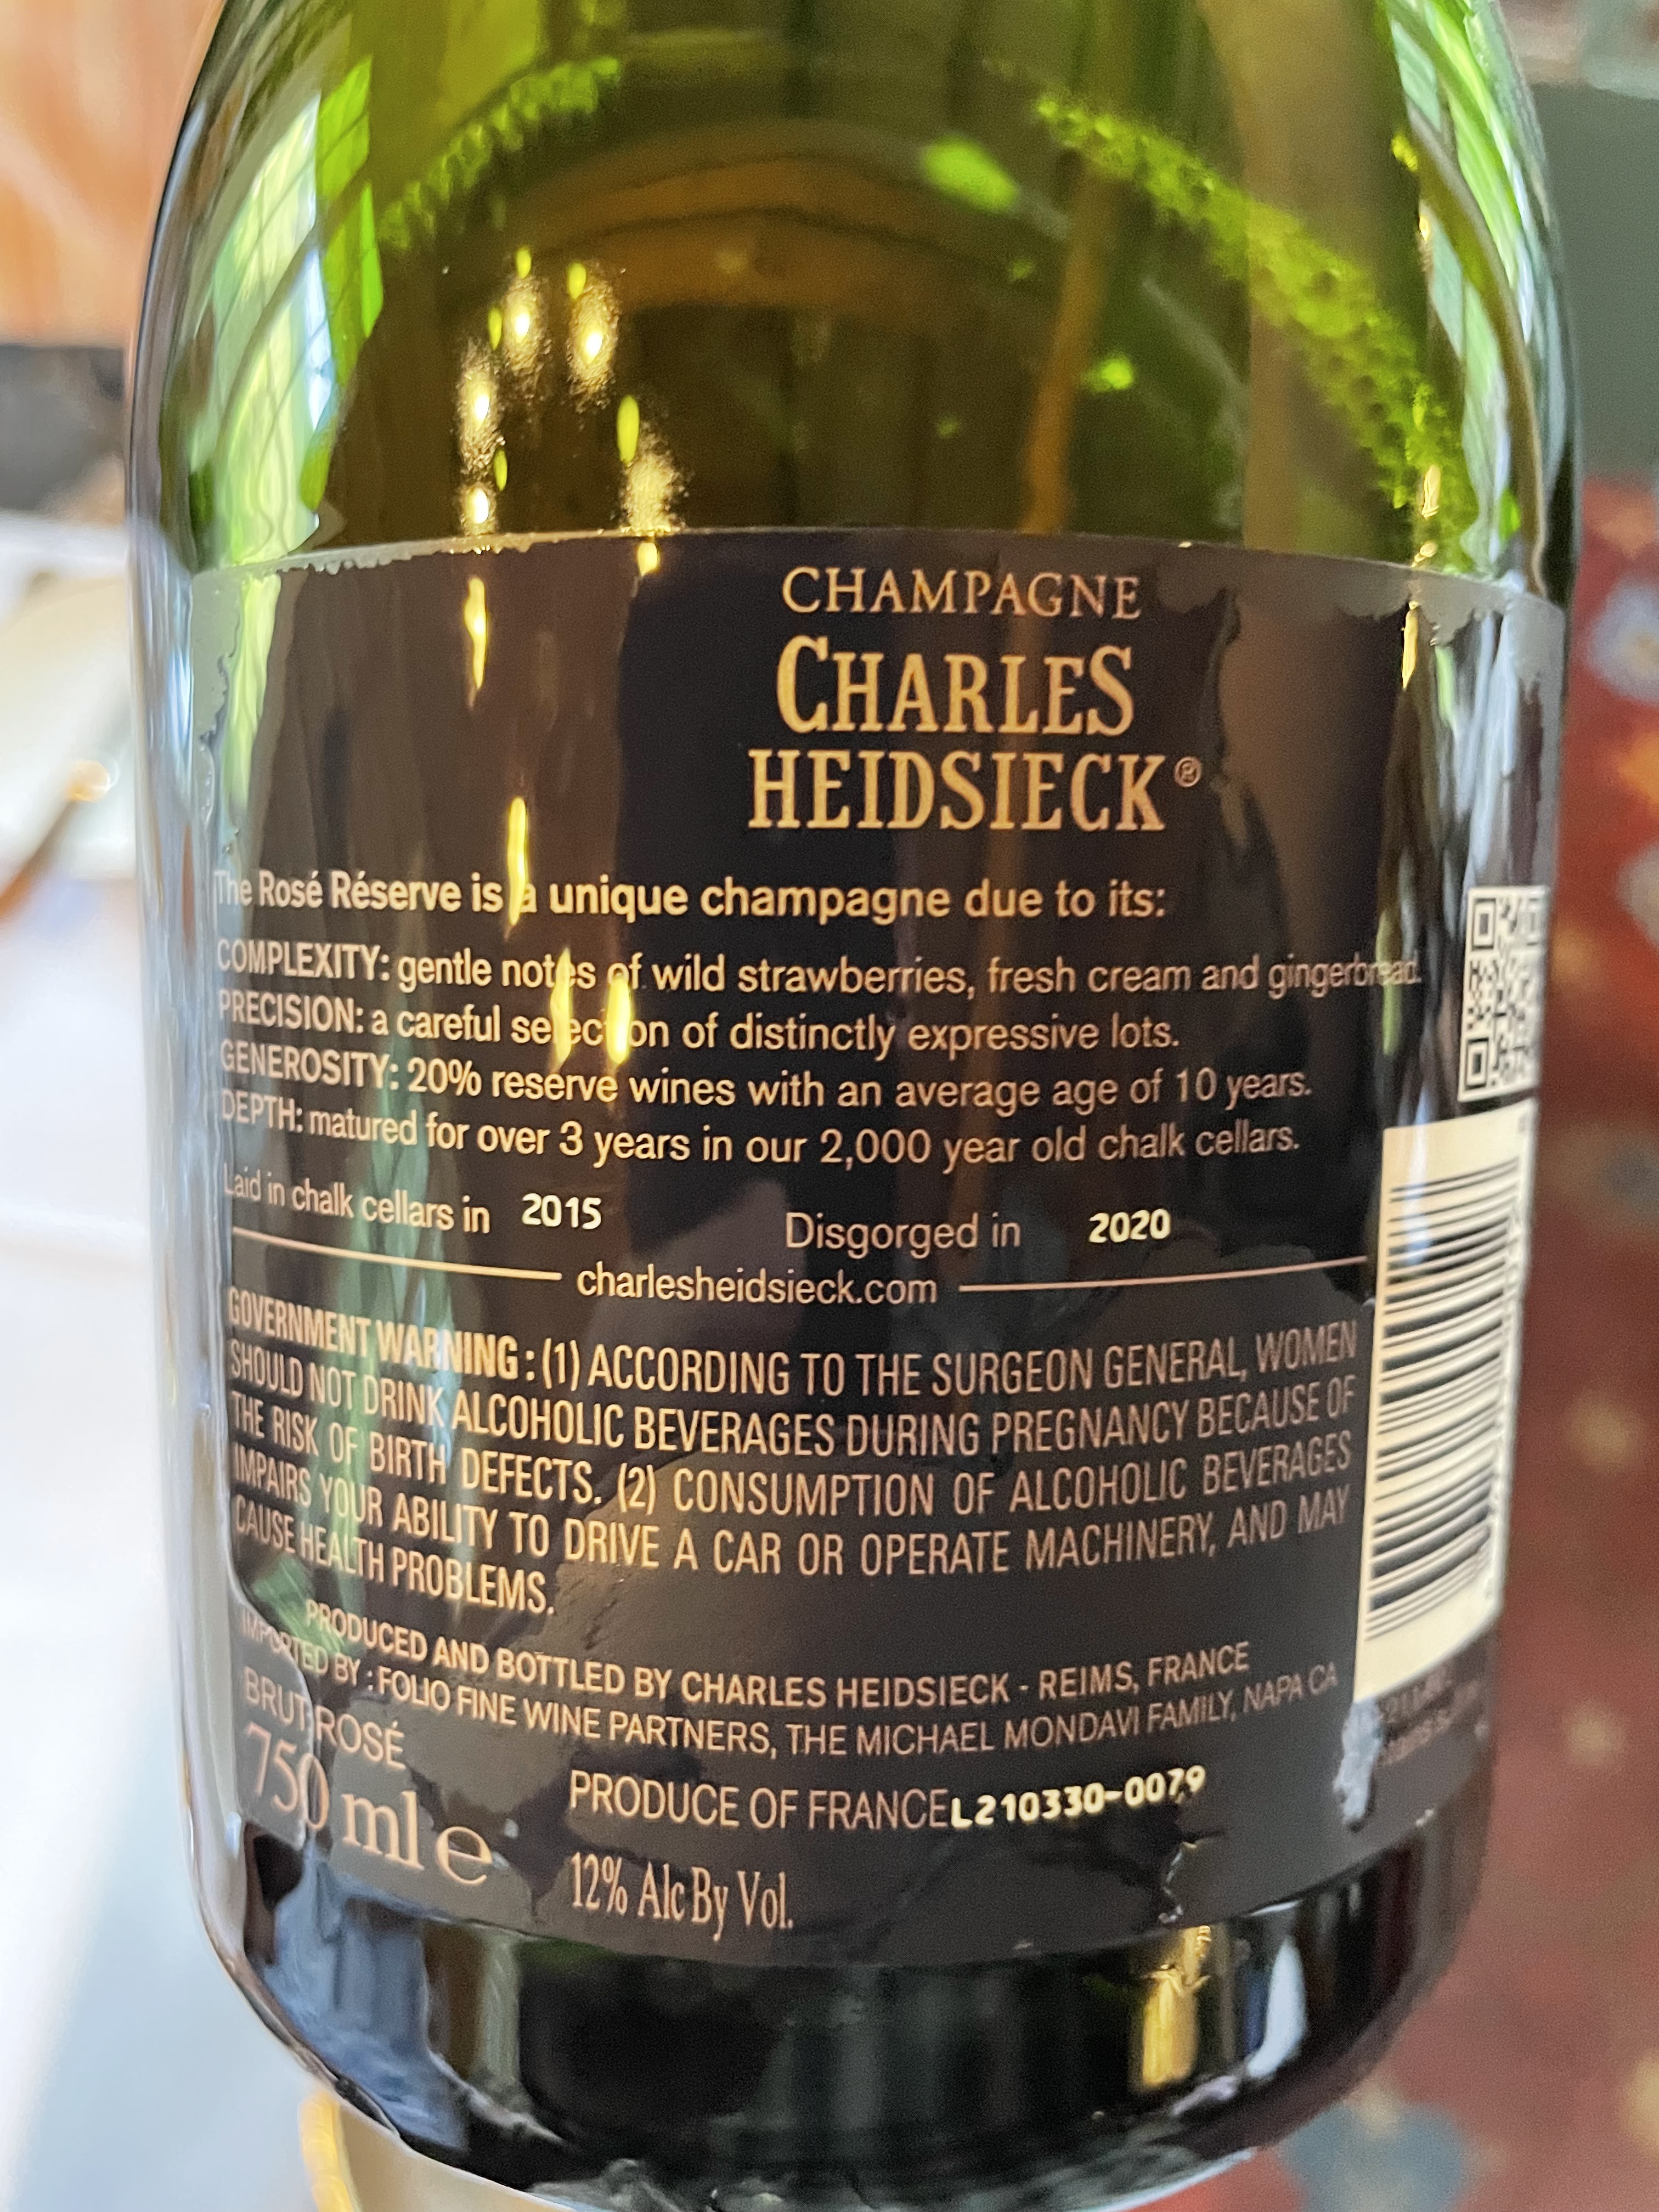 CHAMPAGNE
CHARLES
HEIDSIECK®
The Rosé Réserve is a unique champagne due to its:
COMPLEXITY: gentle notes of wild strawberries, fresh cream and gingerbread.
PRECISION: a careful selection of distinctly expressive lots.
GENEROSITY: 20% reserve wines with an average age of 10 years.
DEPTH: matured for over 3 years in our 2,000 year old chalk cellars.
Laid in chalk cellars in 2015 Disgorged in 2020
charlesheidsieck.com
GOVERNMENT WARNING : (1) ACCORDING TO THE SURGEON GENERAL, WOMEN
SHOULD NOT DRINK ALCOHOLIC BEVERAGES DURING PREGNANCY BECAUSE OF
THE RISK OF BIRTH DEFECTS. (2) CONSUMPTION OF ALCOHOLIC BEVERAGES
IMPAIRS YOUR ABILITY TO DRIVE A CAR OR OPERATE MACHINERY, AND MAY
CAUSE HEALTH PROBLEMS.
PRODUCED AND BOTTLED BY CHARLES HEIDSIECK - REIMS, FRANCE
IMPORTED BY : FOLIO FINE WINE PARTNERS, THE MICHAEL MONDAVI FAMILY, NAPA CA
BRUT ROSÉ
750 ml e
PRODUCE OF FRANCE L210330-0079
12% Alc By Vol.